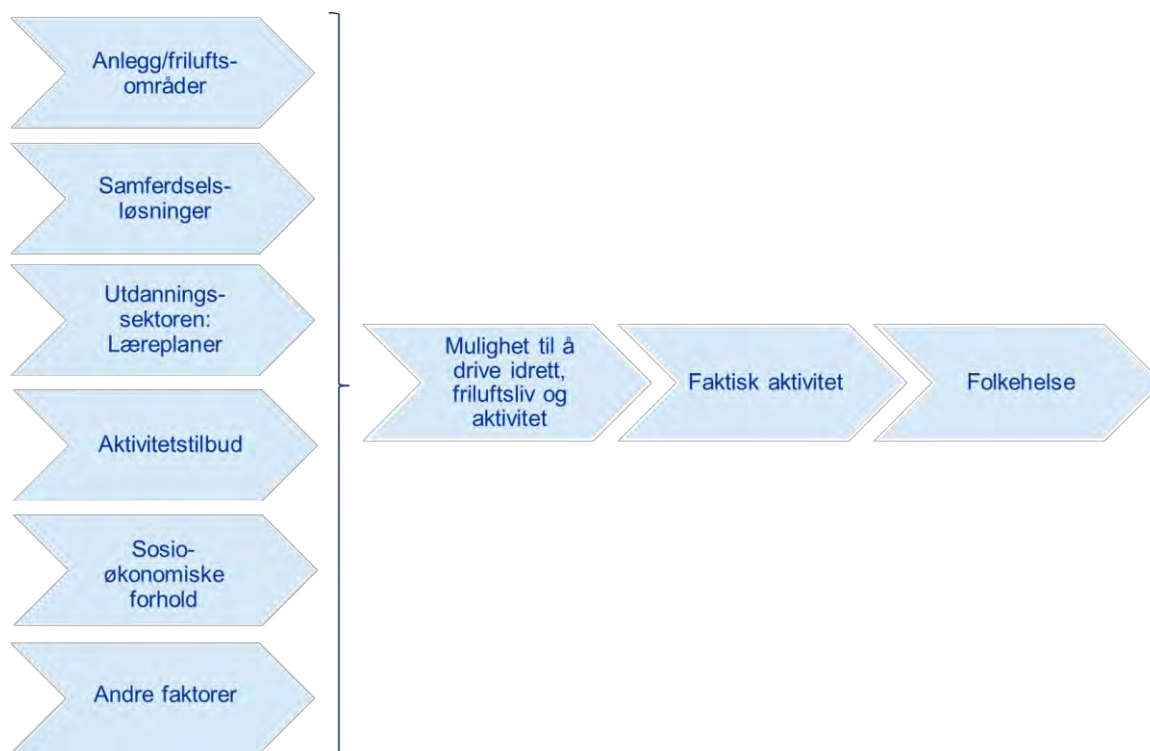 Anlegg/frilufts-
områder
Samferdsels-
løsninger
Utdannings-
sektoren:
Læreplaner
Aktivitetstilbud
Sosio-
økonomiske
forhold
Andre faktorer
Mulighet til å
drive idrett,
friluftsliv og
aktivitet
Faktisk aktivitet
Folkehelse